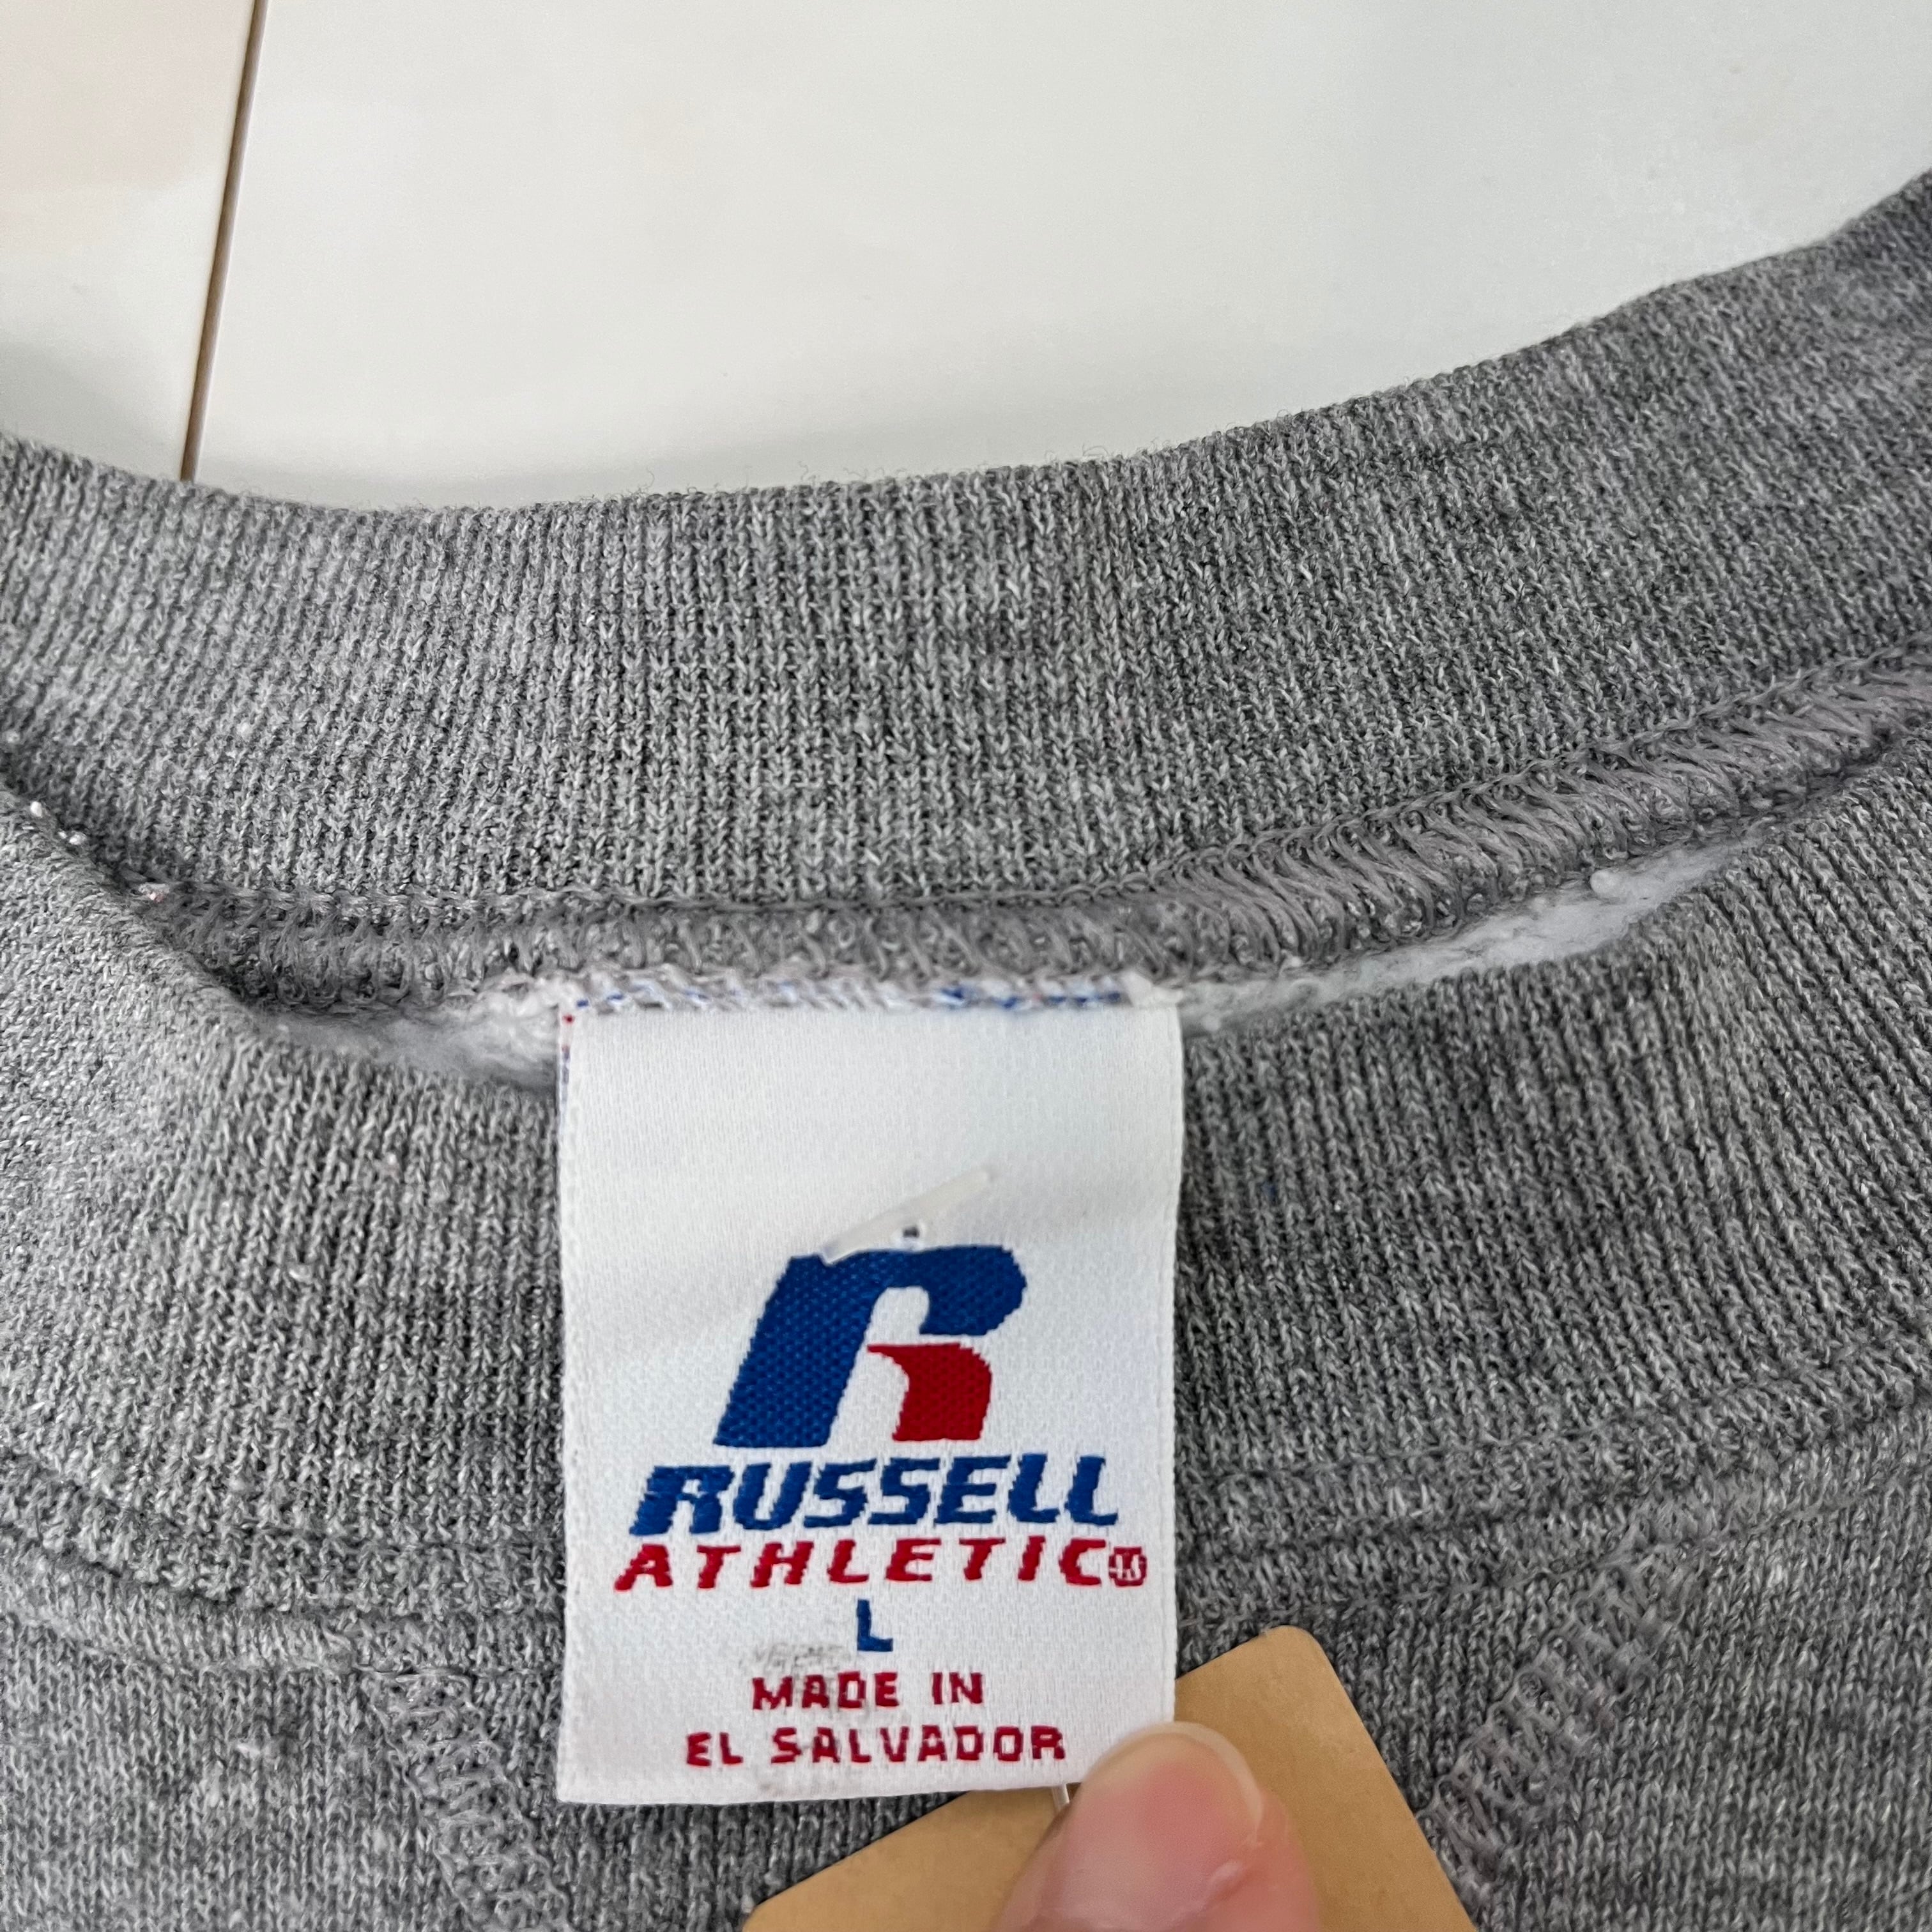 RUSSELL
ATHLETIC
L
MADE IN
EL SALVADOR